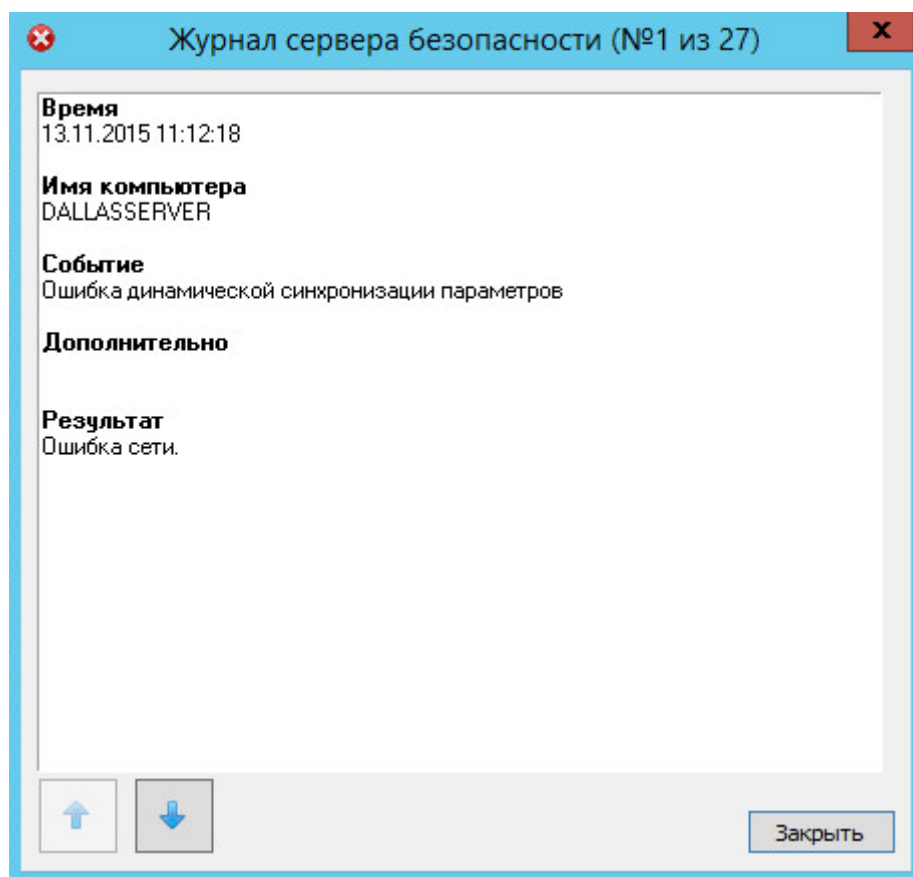 Журнал сервера безопасности (№1 из 27)
Время
13.11.2015 11:12:18
Имя компьютера
DALLASSERVER
Событие
Ошибка динамической синхронизации параметров
Дополнительно
Результат
Ошибка сети.
Закрыть